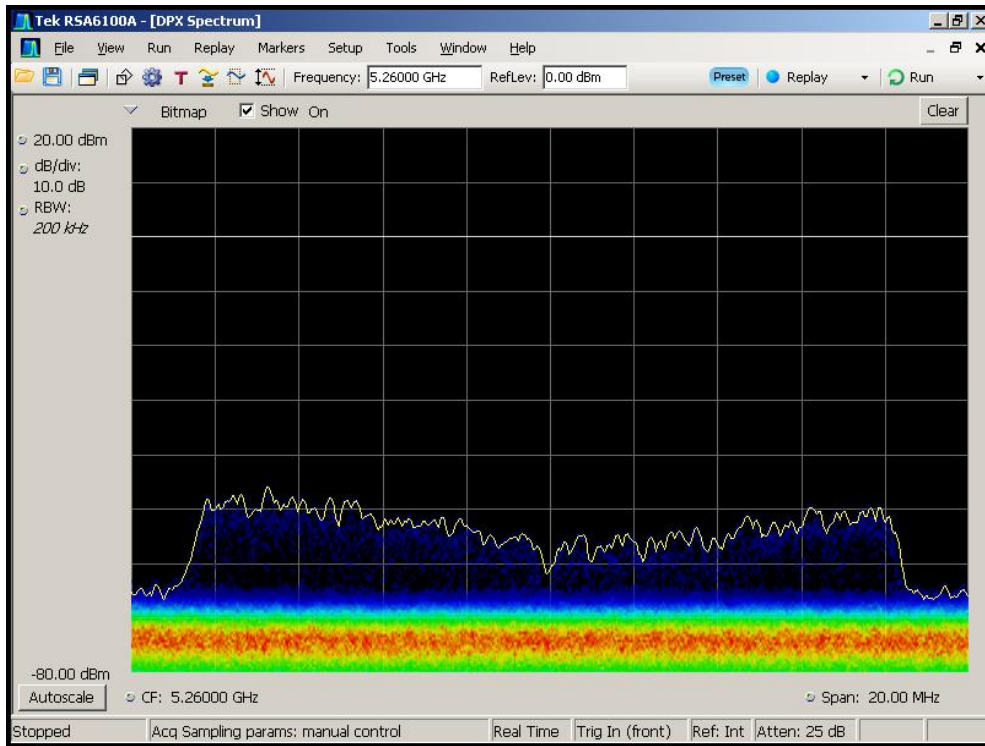 Tek RSA6100A - [DPX Spectrum]
File View Run Replay Markers Setup Tools Window Help
T Frequency: 5.26000 GHz RefLev: 0.00 dBm Preset Replay Run
Bitmap Show On Clear
20.00 dBm
dB/div:
10.0 dB
RBW:
200 kHz
-80.00 dBm
Autoscale CF: 5.26000 GHz Span: 20.00 MHz
Stopped Acq Sampling params: manual control Real Time Trig In (front) Ref: Int Atten: 25 dB